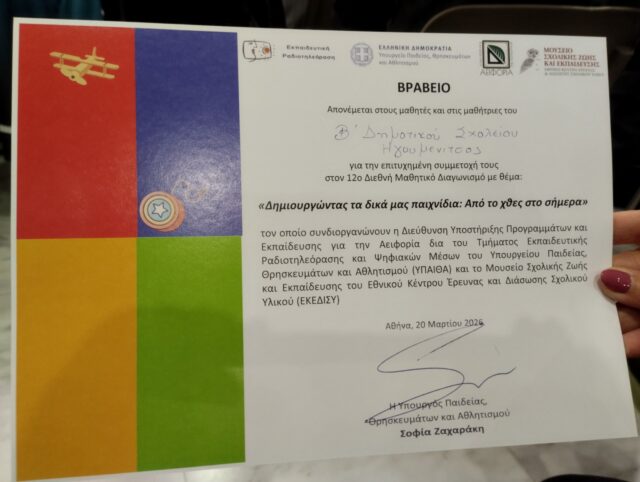 Εκπαιδευτική
Ραδιοτηλεόραση
ΕΛΛΗΝΙΚΗ ΔΗΜΟΚΡΑΤΙΑ
Υπουργείο Παιδείας, Θρησκευμάτων
και Αθλητισμού
ΑΕΙΦΟΡΙΑ
ΜΟΥΣΕΙΟ
ΣΧΟΛΙΚΗΣ ΖΩΗΣ
ΚΑΙ ΕΚΠΑΙΔΕΥΣΗΣ
ΒΡΑΒΕΙΟ
Απονέμεται στους μαθητές και στις μαθήτριες του
Β' Δημοτικού Σχολείου
Ηγουμενίτσας
για την επιτυχημένη συμμετοχή τους
στον 12ο Διεθνή Μαθητικό Διαγωνισμό με θέμα:
«Δημιουργώντας τα δικά μας παιχνίδια: Από το χθες στο σήμερα»
τον οποίο συνδιοργανώνουν η Διεύθυνση Υποστήριξης Προγραμμάτων και
Εκπαίδευσης για την Αειφορία δια του Τμήματος Εκπαιδευτικής
Ραδιοτηλεόρασης και Ψηφιακών Μέσων του Υπουργείου Παιδείας,
Θρησκευμάτων και Αθλητισμού (ΥΠΑΙΘΑ) και το Μουσείο Σχολικής Ζωής
και Εκπαίδευσης του Εθνικού Κέντρου Έρευνας και Διάσωσης Σχολικού
Υλικού (ΕΚΕΔΙΣΥ)
Αθήνα, 20 Μαρτίου 2026
Η Υπουργός Παιδείας,
Θρησκευμάτων και Αθλητισμού
Σοφία Ζαχαράκη